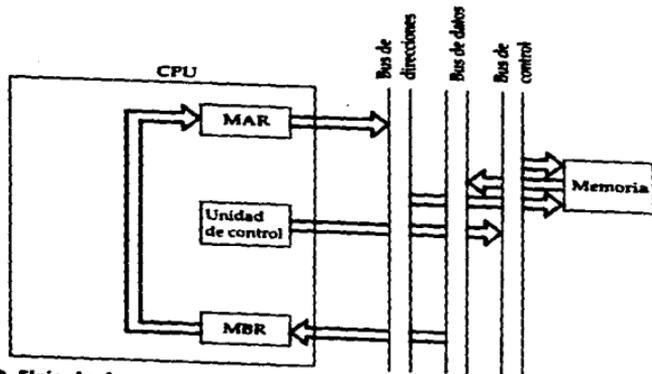 CPU
Bus de
direcciones
Bus de datos
Bus de
control
MAR
Memoria
Unidad
de control
MBR